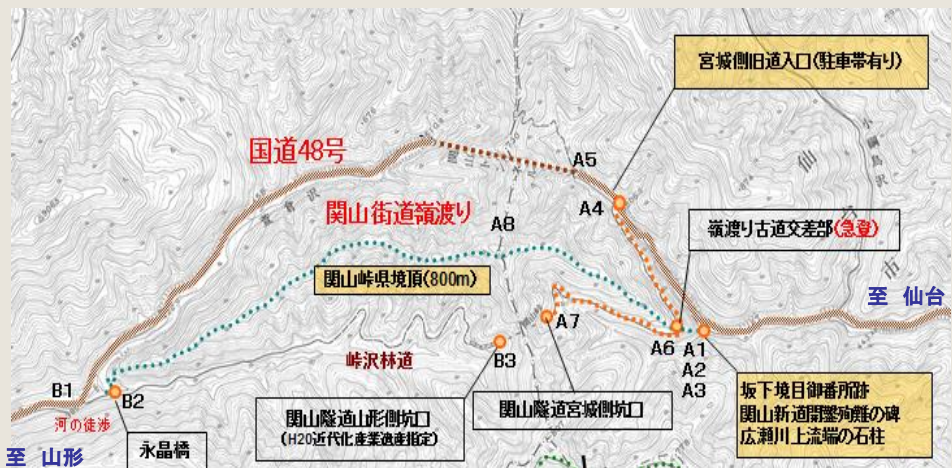 宮城側旧道入口(駐車帯有り)
国道48号
A5
A4
関山街道嶺渡り
A8
嶺渡り古道交差部(急登)
仙
台
市
関山峠県境頂(800m)
至 仙台
A7
A6
A1
A2
A3
B3
峠沢林道
B1
B2
河の徒渉
関山隧道山形側坑口
(H20近代化産業遺産指定)
関山隧道宮城側坑口
坂下境目御番所跡
関山新道開鑿殉難の碑
広瀬川上流端の石柱
永晶橋
至 山形